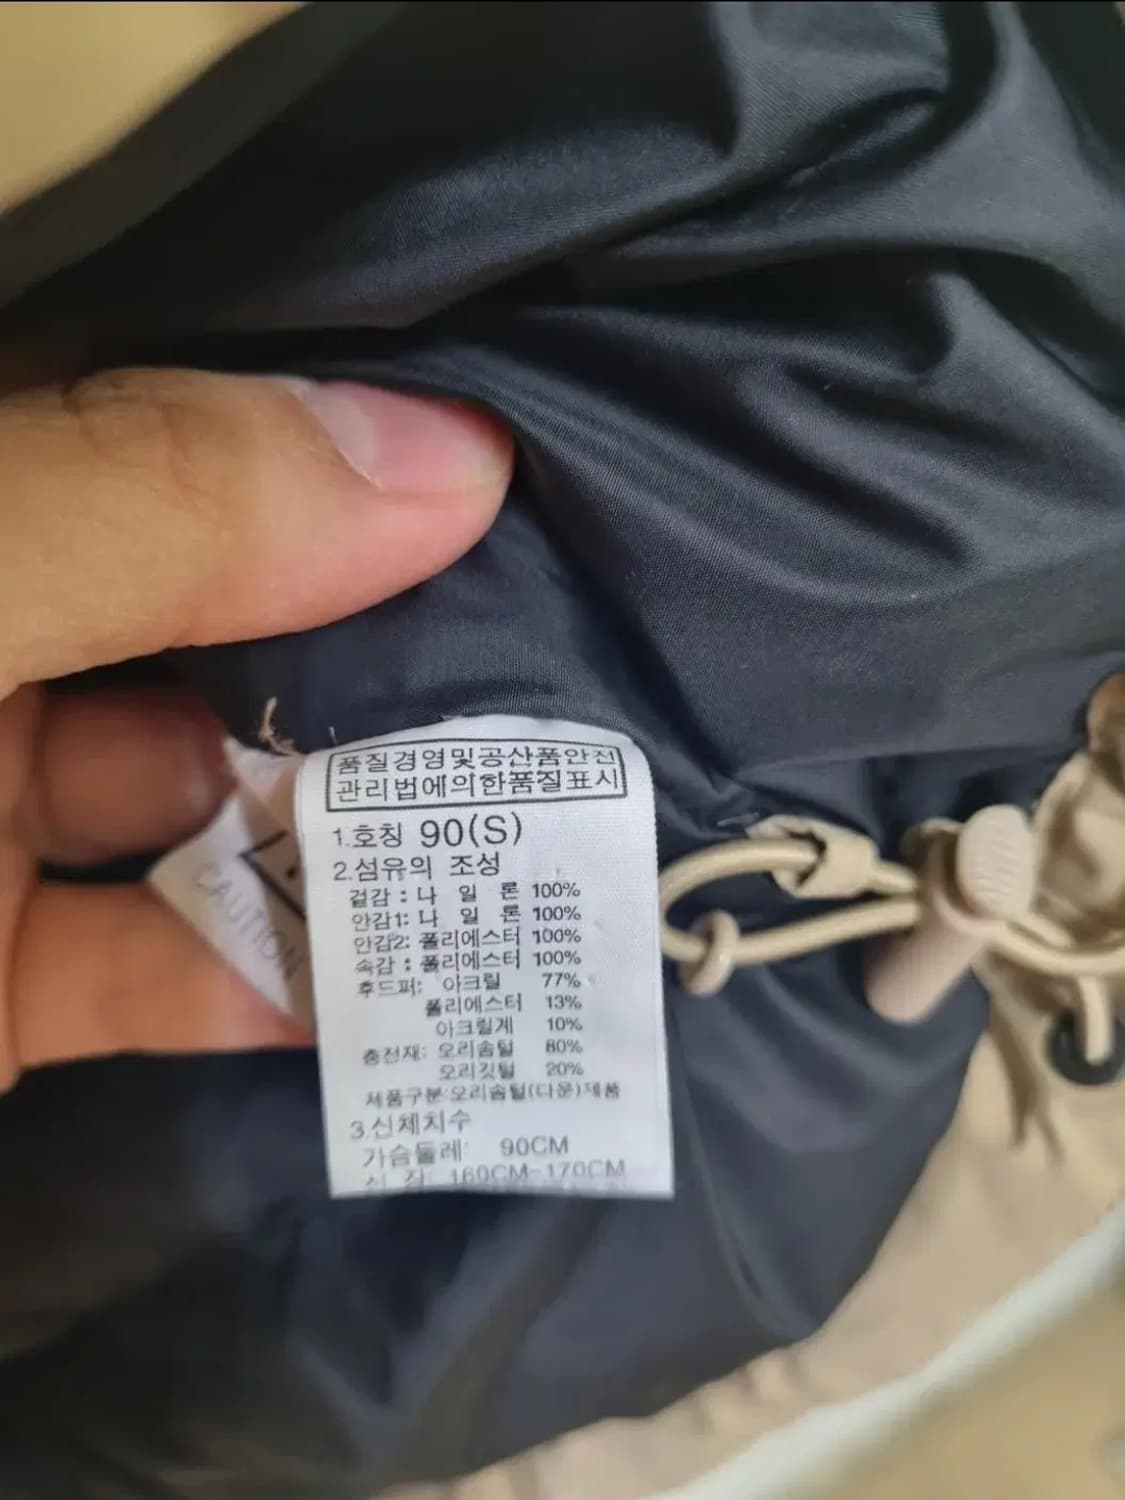 품질경영및공산품안전
관리법에의한품질표시
1.호칭 90(S)
2.섬유의 조성
겉감 : 나 일 론 100%
안감1: 나 일 론 100%
안감2: 폴리에스터 100%
속감 : 폴리에스터 100%
후드퍼: 아크릴 77%
폴리에스터 13%
아크릴계 10%
충전재: 오리솜털 80%
오리깃털 20%
제품구분:오리솜털(다운)제품
3.신체치수
가슴둘레: 90CM
신 장: 160CM-170CM
CAUTION